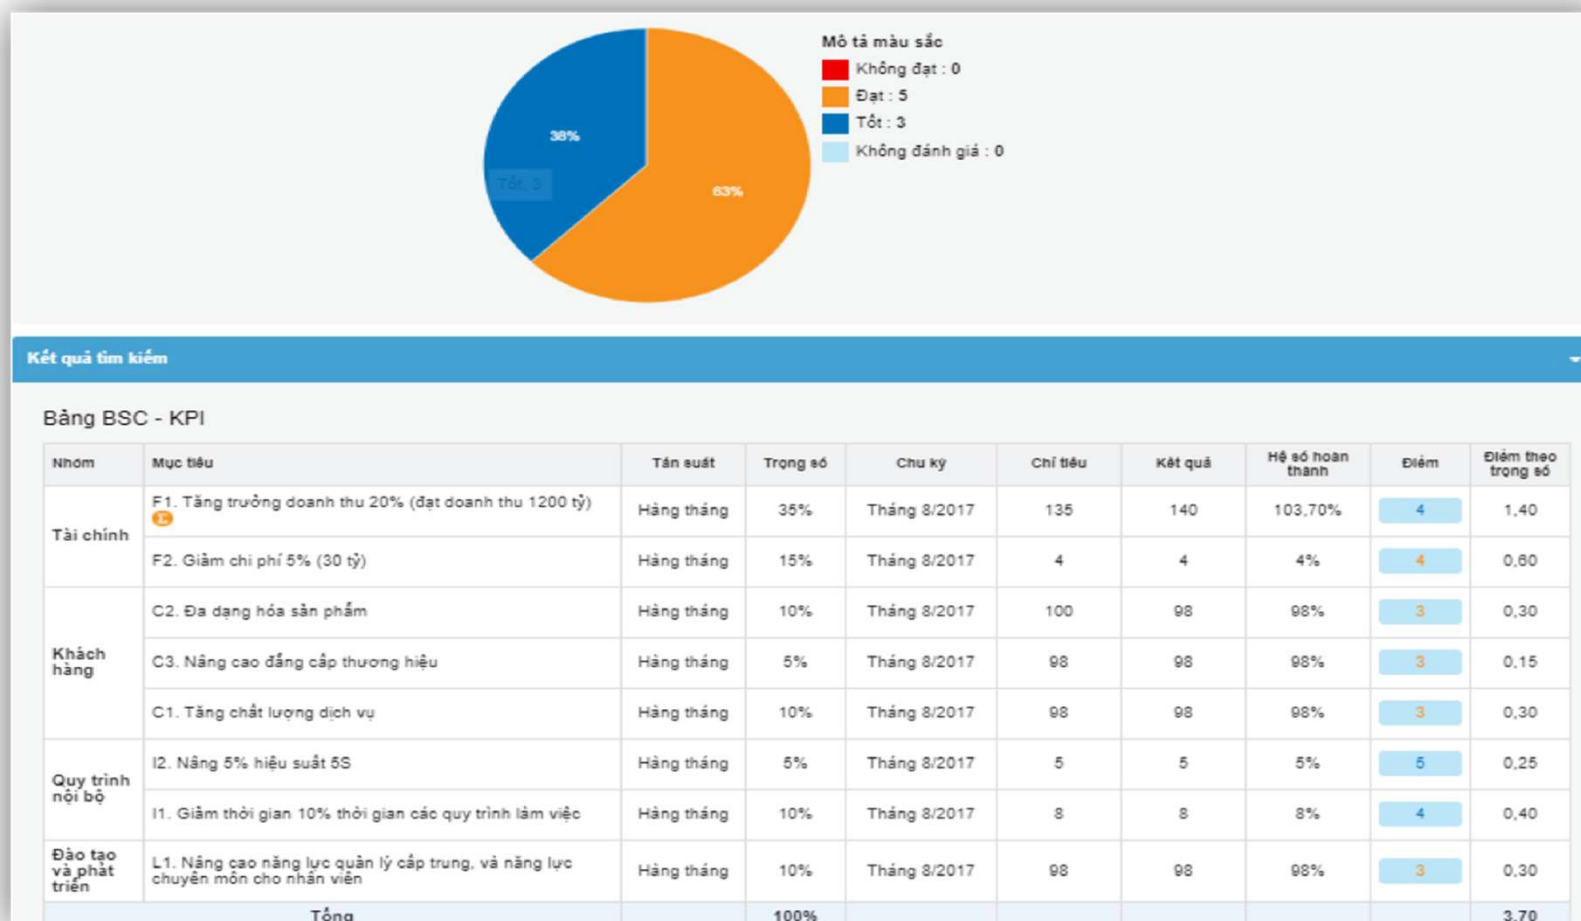 Mô tả màu sắc
Không đạt : 0
Đạt : 5
Tốt : 3
Không đánh giá : 0
38%
Tốt, 3
63%
Kết quả tìm kiếm
Bảng BSC - KPI
Nhóm Mục tiêu Tần suất Trọng số Chu kỳ Chỉ tiêu Kết quả Hệ số hoàn thành Điểm Điểm theo trọng số
Tài chính
F1. Tăng trưởng doanh thu 20% (đạt doanh thu 1200 tỷ) Σ Hàng tháng 35% Tháng 8/2017 135 140 103,70% 4 1,40
F2. Giảm chi phí 5% (30 tỷ) Hàng tháng 15% Tháng 8/2017 4 4 4% 4 0,60
Khách hàng
C2. Đa dạng hóa sản phẩm Hàng tháng 10% Tháng 8/2017 100 98 98% 3 0,30
C3. Nâng cao đẳng cấp thương hiệu Hàng tháng 5% Tháng 8/2017 98 98 98% 3 0,15
C1. Tăng chất lượng dịch vụ Hàng tháng 10% Tháng 8/2017 98 98 98% 3 0,30
Quy trình nội bộ
I2. Nâng 5% hiệu suất 5S Hàng tháng 5% Tháng 8/2017 5 5 5% 5 0,25
I1. Giảm thời gian 10% thời gian các quy trình làm việc Hàng tháng 10% Tháng 8/2017 8 8 8% 4 0,40
Đào tạo và phát triển
L1. Nâng cao năng lực quản lý cấp trung, và năng lực chuyên môn cho nhân viên Hàng tháng 10% Tháng 8/2017 98 98 98% 3 0,30
Tổng 100% 3,70